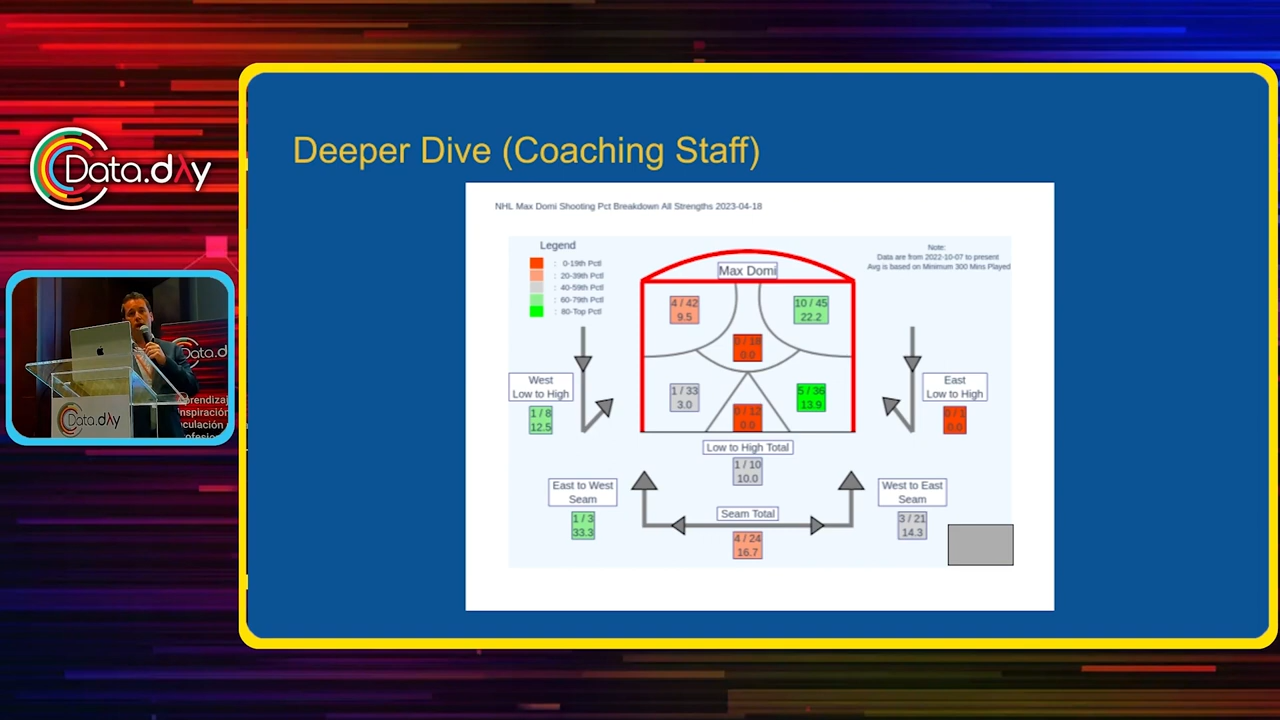 Data.dAy
Deeper Dive (Coaching Staff)
NHL Max Domi Shooting Pct Breakdown All Strengths 2023-04-18
Legend
: 0-19th Pctl
: 20-39th Pctl
: 40-59th Pctl
: 60-79th Pctl
: 80-Top Pctl
Note:
Data are from 2022-10-07 to present
Avg is based on Minimum 300 Mins Played
Max Domi
4 / 42
9.5
10 / 45
22.2
0 / 18
0.0
1 / 33
3.0
5 / 36
13.9
0 / 12
0.0
West
Low to High
1 / 8
12.5
East
Low to High
0 / 1
0.0
Low to High Total
1 / 10
10.0
East to West
Seam
1 / 3
33.3
Seam Total
4 / 24
16.7
West to East
Seam
3 / 21
14.3
Data.d
Data.dAy